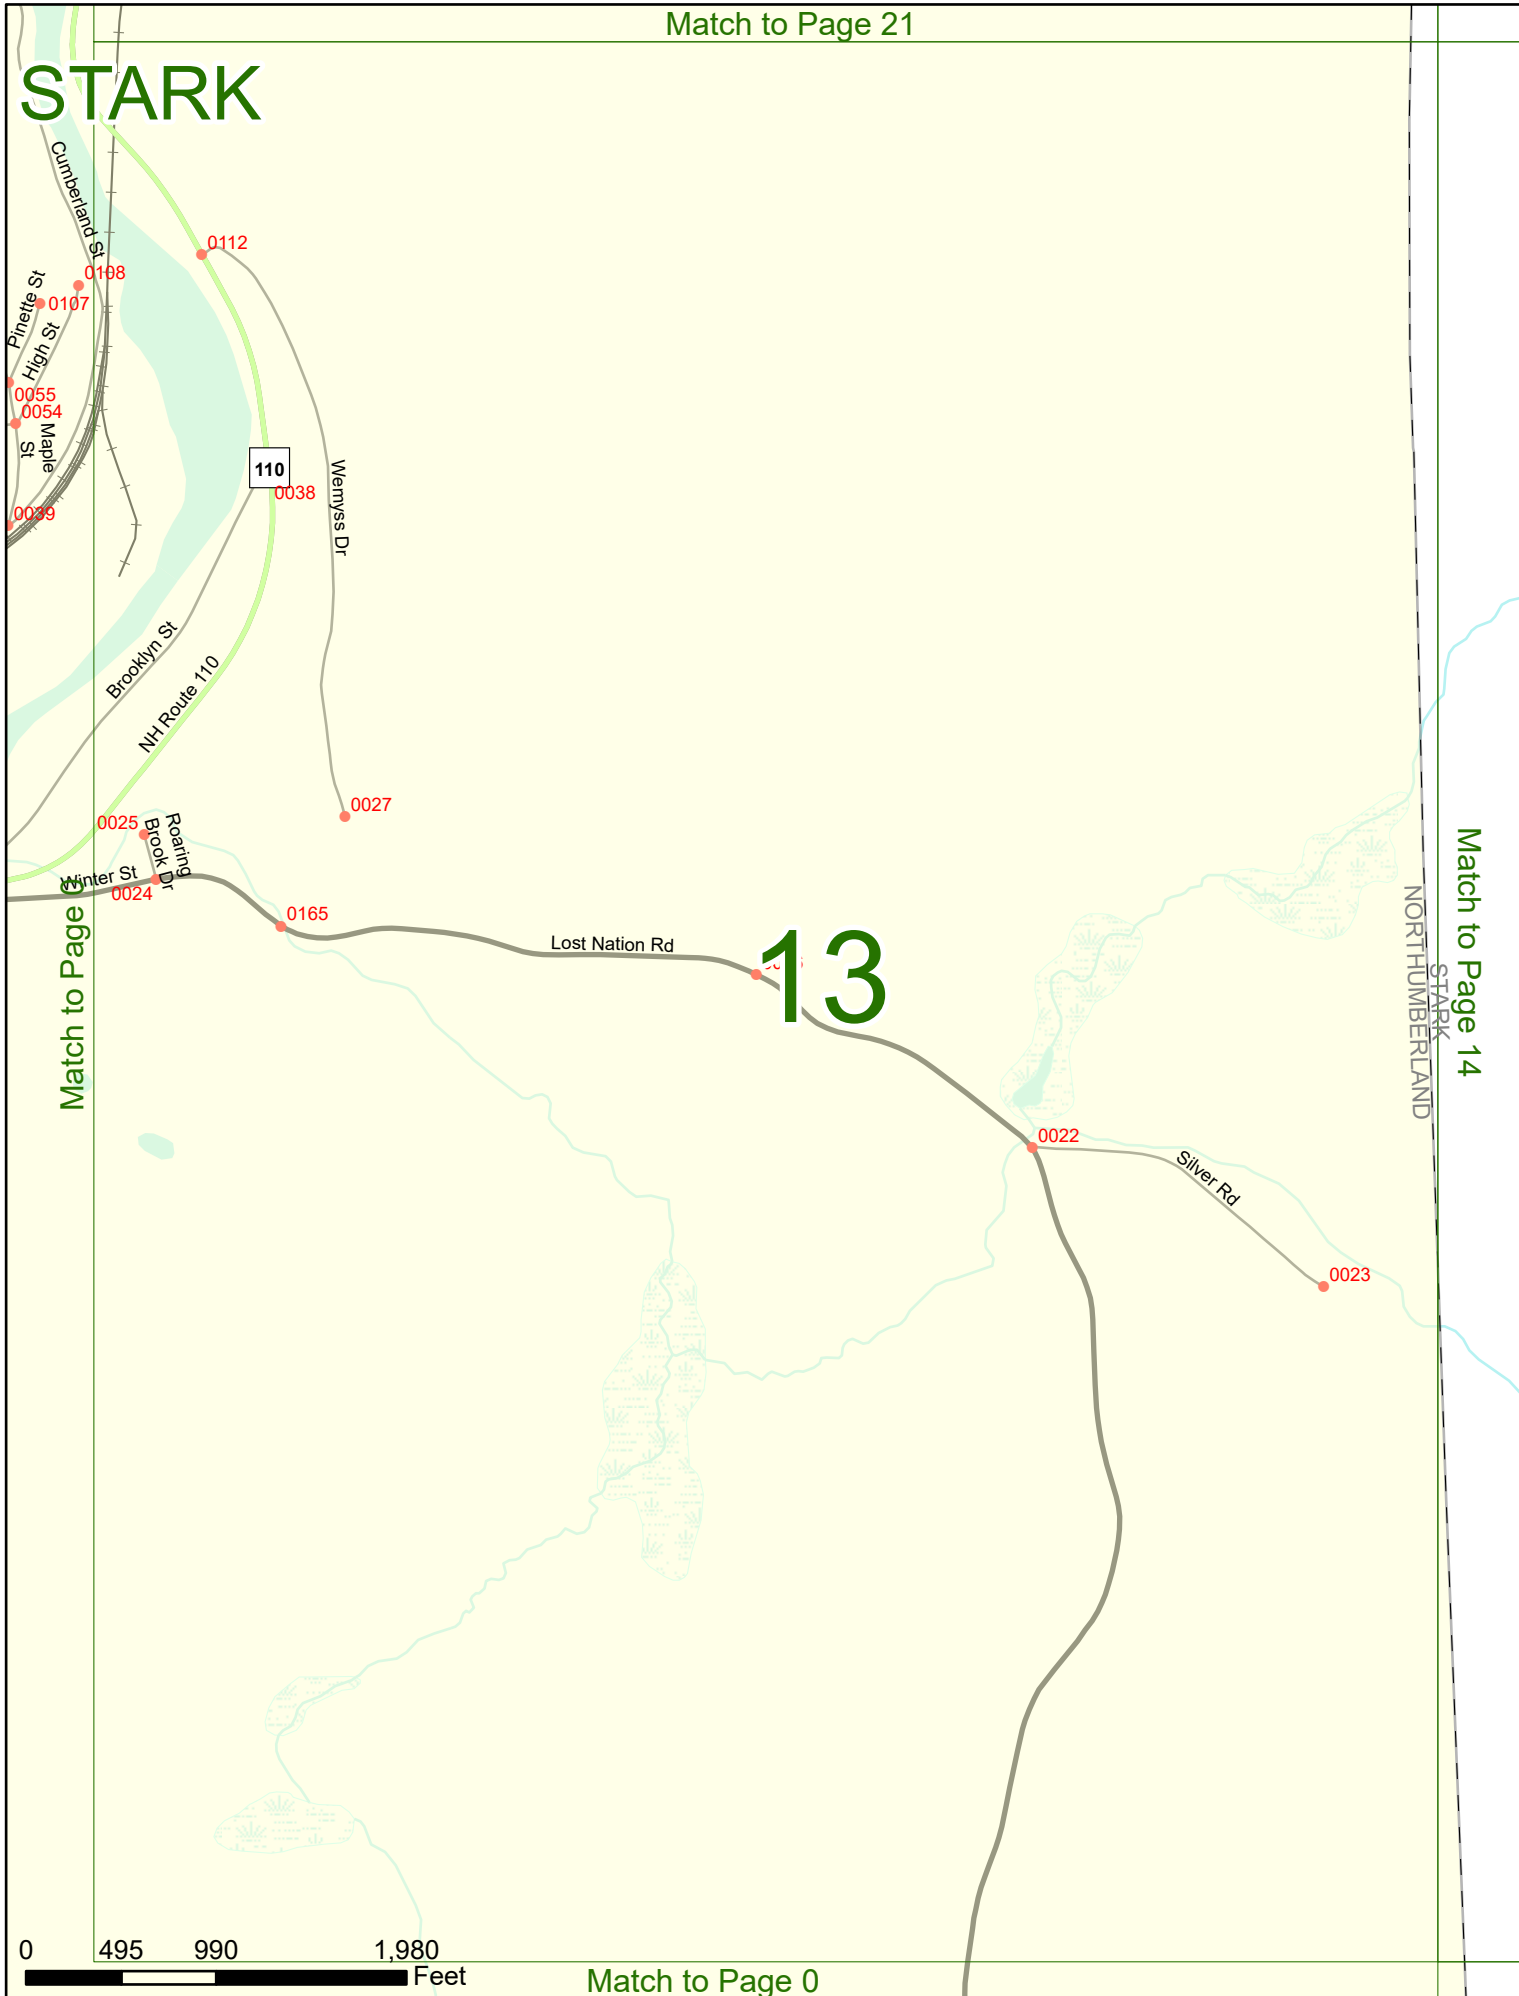 Match to Page 21
STARK
Cumberland St
0112
0108
Pinette St
0107
High St
0055
0054
Maple
St
110
0038
Wemyss Dr
0039
Brooklyn St
NH Route 110
0027
0025
Roaring
Brook Dr
Winter St
0024
0165
Lost Nation Rd
13
Match to Page 0
Match to Page 14
NORTHUMBERLAND
STARK
0022
Silver Rd
0023
0 495 990 1,980
Feet
Match to Page 0